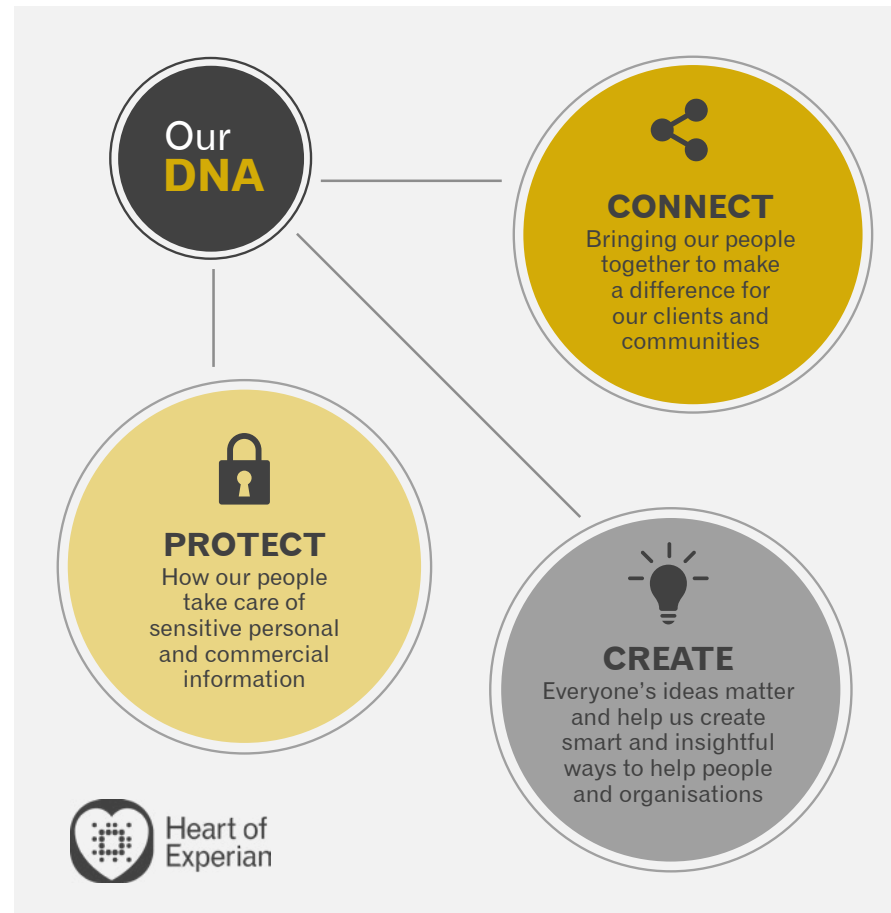 Our
DNA
CONNECT
Bringing our people
together to make
a difference for
our clients and
communities
PROTECT
How our people
take care of
sensitive personal
and commercial
information
CREATE
Everyone’s ideas matter
and help us create
smart and insightful
ways to help people
and organisations
Heart of
Experian